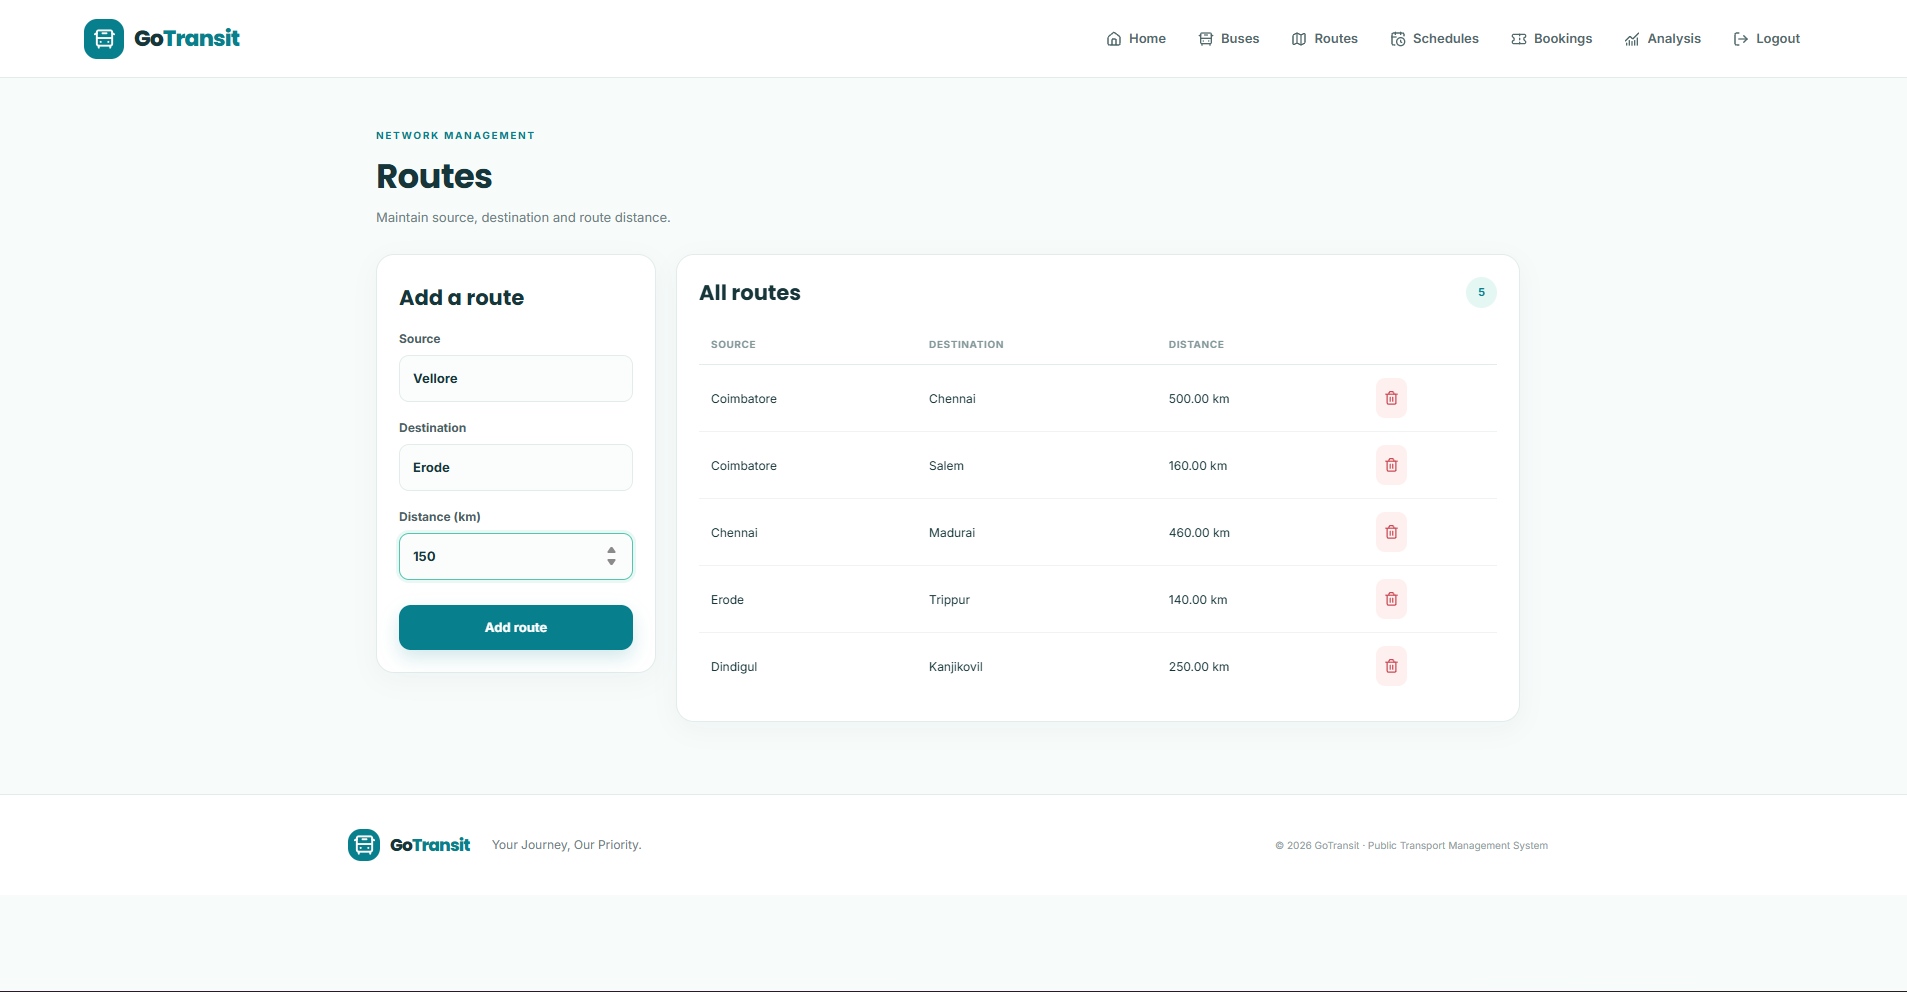 GoTransit
Home Buses Routes Schedules Bookings Analysis Logout
NETWORK MANAGEMENT
Routes
Maintain source, destination and route distance.
Add a route
Source
Vellore
Destination
Erode
Distance (km)
150
Add route
All routes 5
SOURCE DESTINATION DISTANCE
Coimbatore Chennai 500.00 km
Coimbatore Salem 160.00 km
Chennai Madurai 460.00 km
Erode Trippur 140.00 km
Dindigul Kanjikovil 250.00 km
GoTransit Your Journey, Our Priority. © 2026 GoTransit · Public Transport Management System